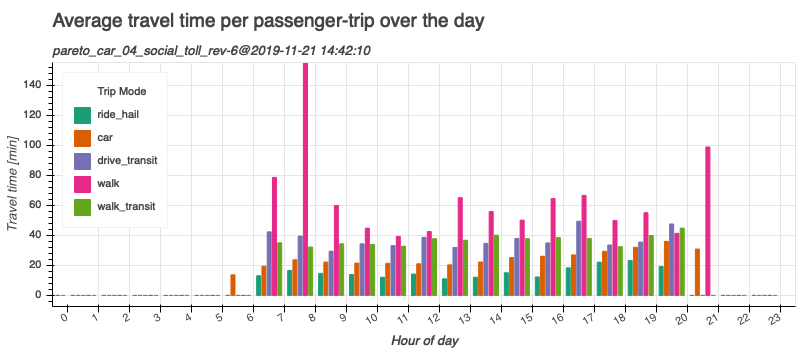 Average travel time per passenger-trip over the day
pareto_car_04_social_toll_rev-6@2019-11-21 14:42:10
Travel time [min]
140
120
100
80
60
40
20
0
Trip Mode
ride_hail
car
drive_transit
walk
walk_transit
0 1 2 3 4 5 6 7 8 9 10 11 12 13 14 15 16 17 18 19 20 21 22 23
Hour of day